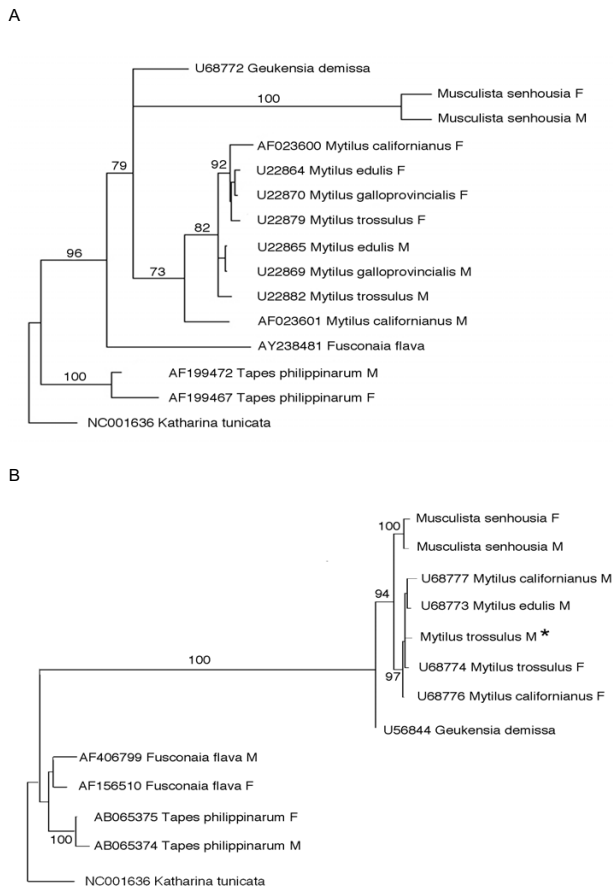 A
U68772 Geukensia demissa
Musculista senhousia F
100
Musculista senhousia M
AF023600 Mytilus californianus F
92
U22864 Mytilus edulis F
79
U22870 Mytilus galloprovincialis F
U22879 Mytilus trossulus F
82
U22865 Mytilus edulis M
96
73
U22869 Mytilus galloprovincialis M
U22882 Mytilus trossulus M
AF023601 Mytilus californianus M
AY238481 Fusconaia flava
100
AF199472 Tapes philippinarum M
AF199467 Tapes philippinarum F
NC001636 Katharina tunicata
B
Musculista senhousia F
100
Musculista senhousia M
U68777 Mytilus californianus M
94
U68773 Mytilus edulis M
Mytilus trossulus M *
100
U68774 Mytilus trossulus F
97
U68776 Mytilus californianus F
U56844 Geukensia demissa
AF406799 Fusconaia flava M
AF156510 Fusconaia flava F
AB065375 Tapes philippinarum F
100
AB065374 Tapes philippinarum M
NC001636 Katharina tunicata